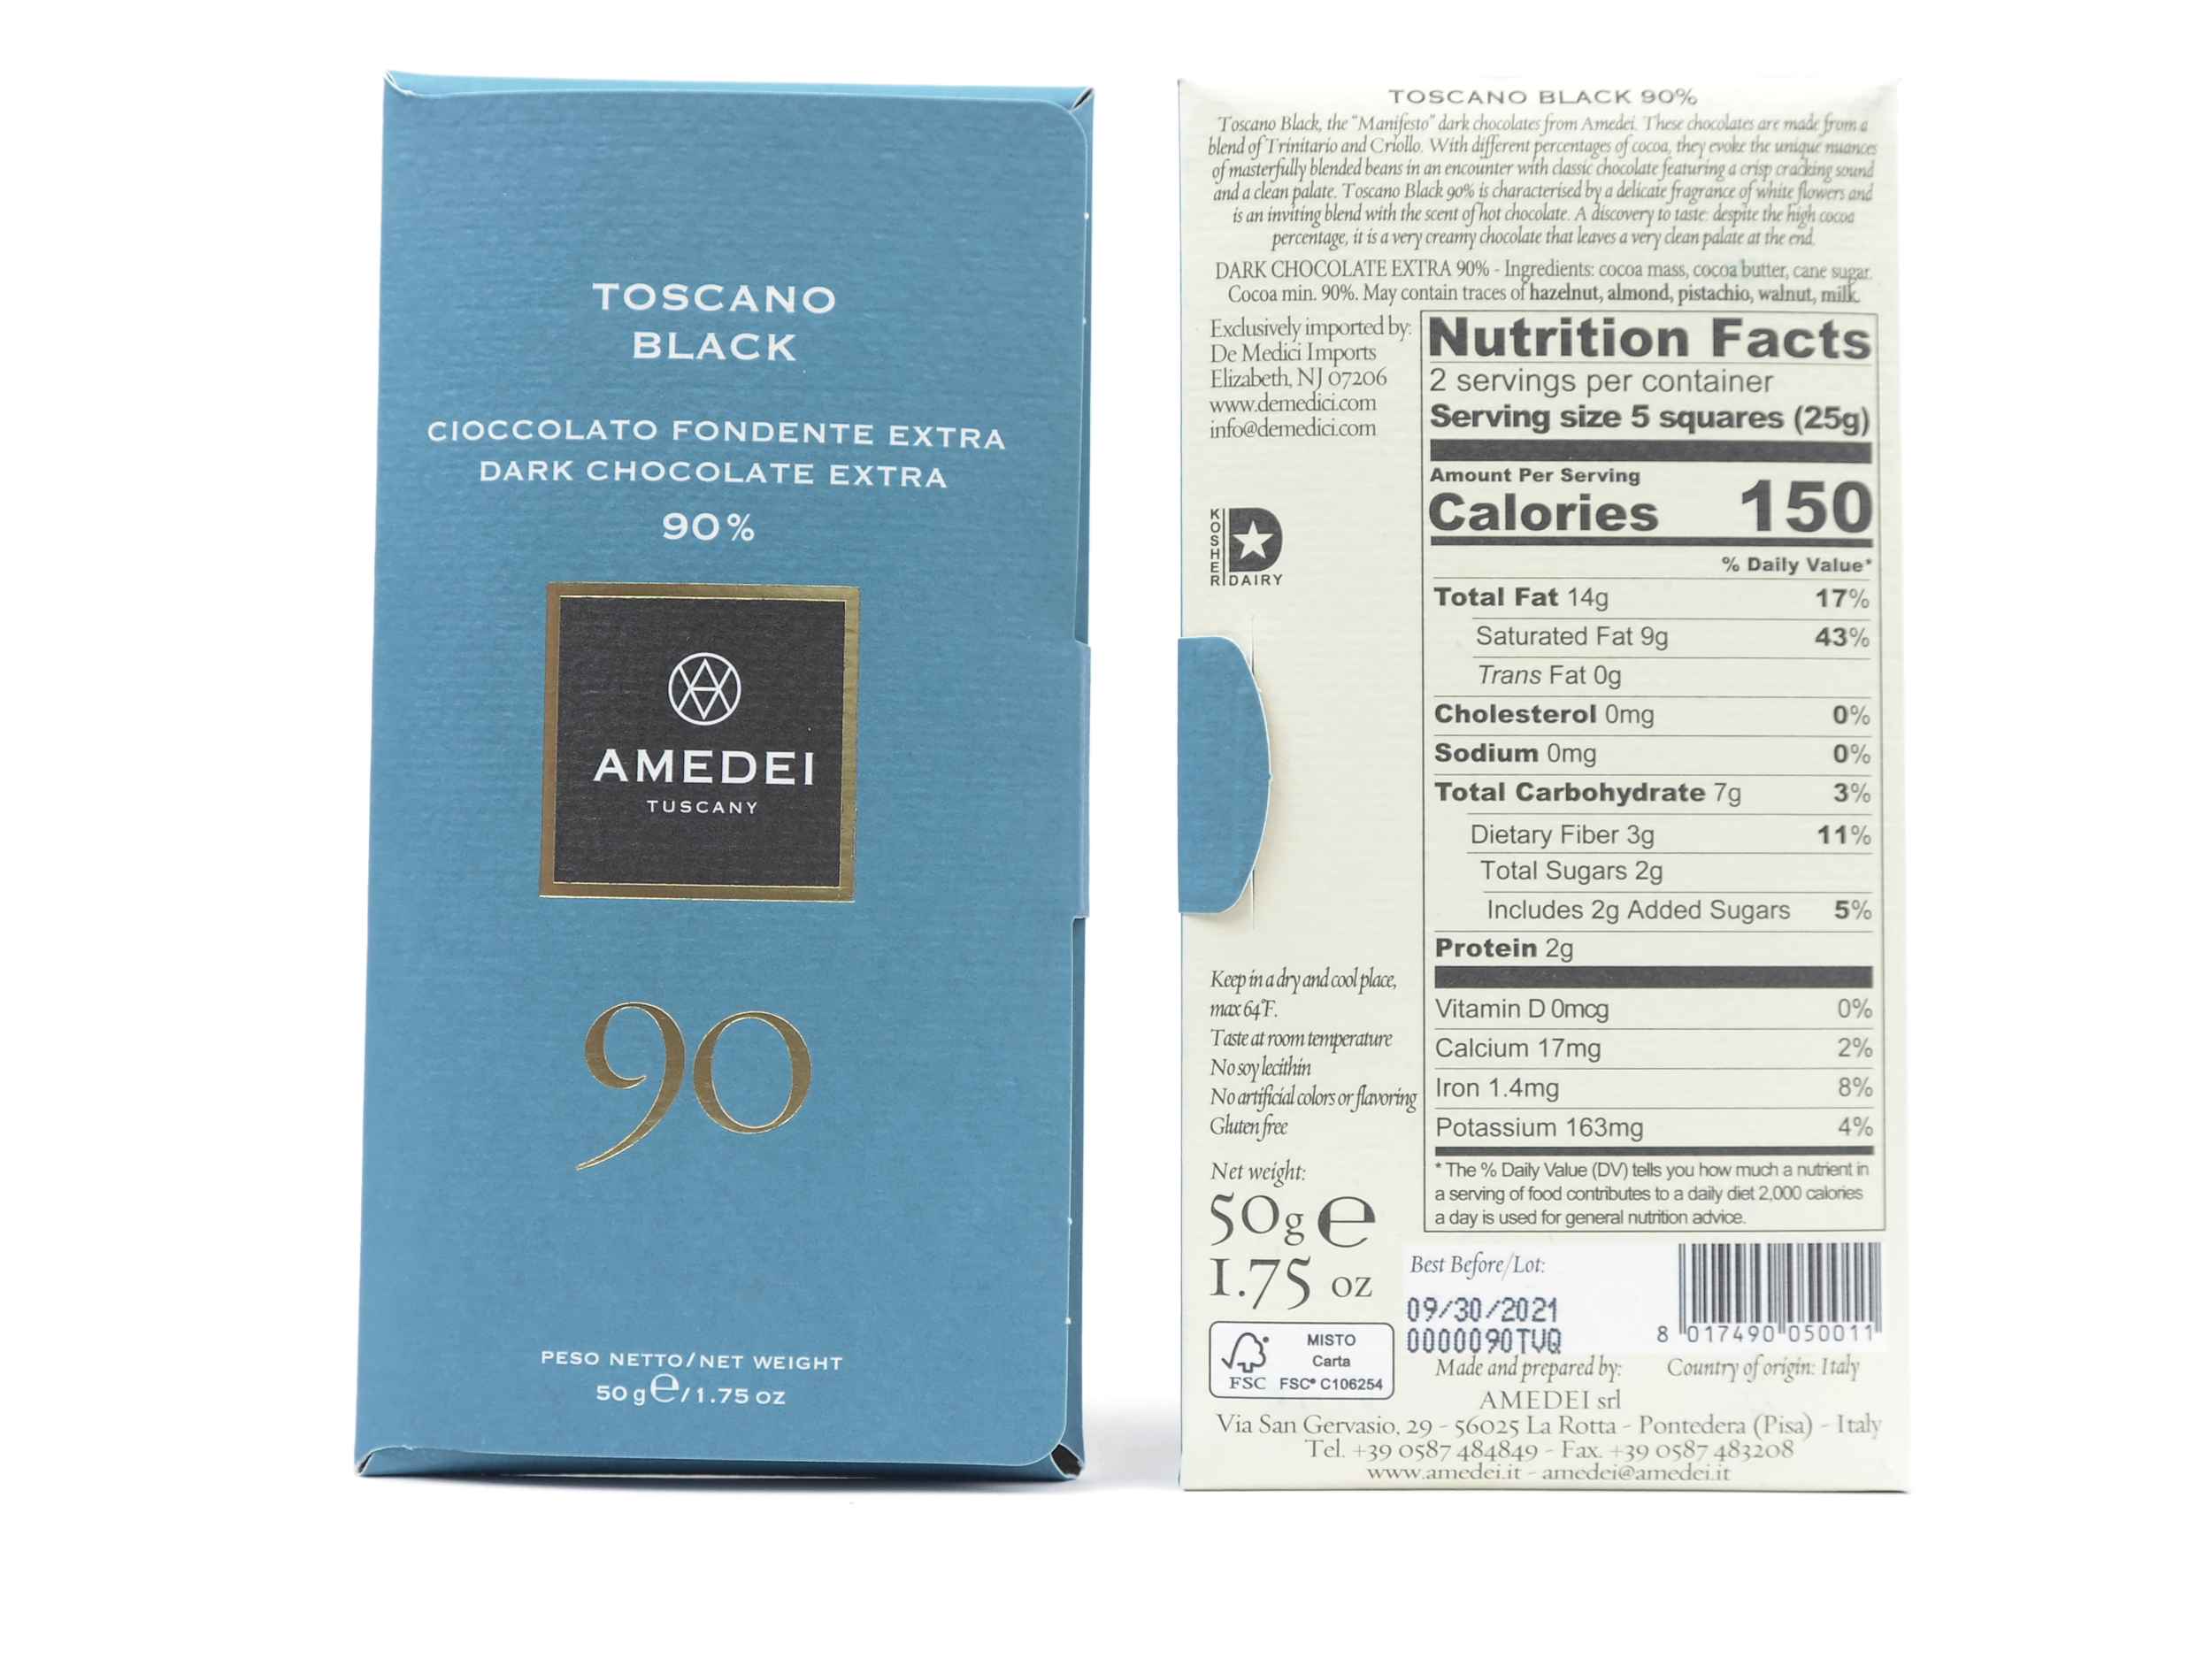 TOSCANO
BLACK
CIOCCOLATO FONDENTE EXTRA
DARK CHOCOLATE EXTRA
90%
AMEDEI
TUSCANY
90
PESO NETTO/NET WEIGHT
50 g e/1.75 oz
TOSCANO BLACK 90%
Toscano Black, the "Manifesto" dark chocolates from Amedei. These chocolates are made from a
blend of Trinitario and Criollo. With different percentages of cocoa, they evoke the unique nuances
of masterfully blended beans in an encounter with classic chocolate featuring a crisp cracking sound
and a clean palate. Toscano Black 90% is characterised by a delicate fragrance of white flowers and
is an inviting blend with the scent of hot chocolate. A discovery to taste: despite the high cocoa
percentage, it is a very creamy chocolate that leaves a very clean palate at the end.
DARK CHOCOLATE EXTRA 90% - Ingredients: cocoa mass, cocoa butter, cane sugar.
Cocoa min. 90%. May contain traces of hazelnut, almond, pistachio, walnut, milk.
Exclusively imported by:
De Medici Imports
Elizabeth, NJ 07206
www.demedici.com
info@demedici.com
KOSHER
D
DAIRY
Keep in a dry and cool place,
max 64°F.
Taste at room temperature
No soy lecithin
No artificial colors or flavoring
Gluten free
Net weight:
50g e
1.75 oz
FSC
MISTO
Carta
FSC® C106254
Nutrition Facts
2 servings per container
Serving size 5 squares (25g)
Amount Per Serving
Calories 150
% Daily Value*
Total Fat 14g 17%
Saturated Fat 9g 43%
Trans Fat 0g
Cholesterol 0mg 0%
Sodium 0mg 0%
Total Carbohydrate 7g 3%
Dietary Fiber 3g 11%
Total Sugars 2g
Includes 2g Added Sugars 5%
Protein 2g
Vitamin D 0mcg 0%
Calcium 17mg 2%
Iron 1.4mg 8%
Potassium 163mg 4%
* The % Daily Value (DV) tells you how much a nutrient in
a serving of food contributes to a daily diet 2,000 calories
a day is used for general nutrition advice.
Best Before/Lot:
09/30/2021
0000090TVQ
8 017490 050011
Made and prepared by: Country of origin: Italy
AMEDEI srl
Via San Gervasio, 29 - 56025 La Rotta - Pontedera (Pisa) - Italy
Tel. +39 0587 484849 - Fax. +39 0587 483208
www.amedei.it - amedei@amedei.it